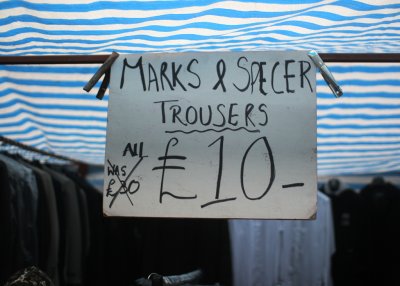 MARKS & SPECER
TROUSERS
ALL
WAS
£30
£10-